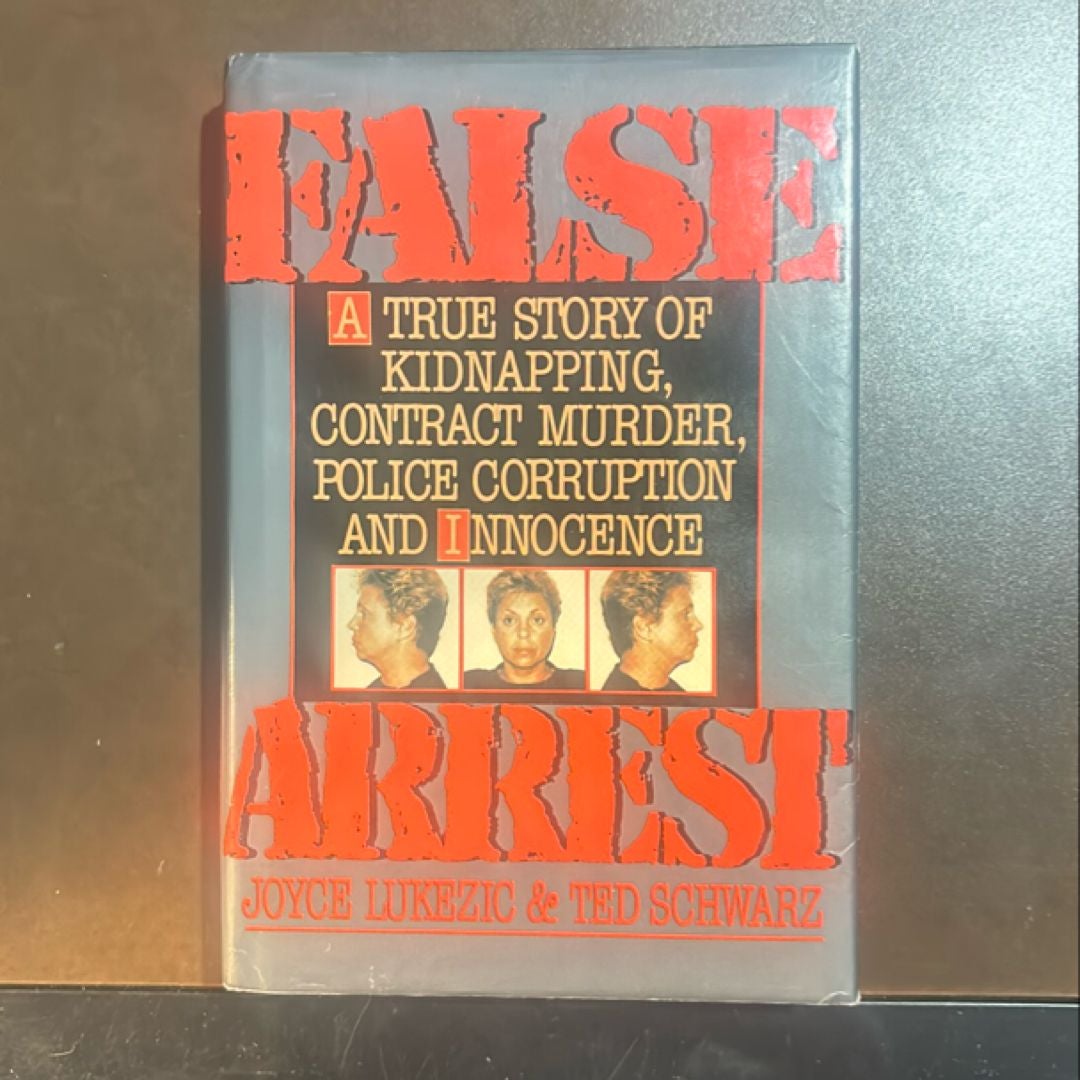 FALSE
A TRUE STORY OF
KIDNAPPING,
CONTRACT MURDER,
POLICE CORRUPTION
AND INNOCENCE
ARREST
JOYCE LUKEZIC & TED SCHWARZ